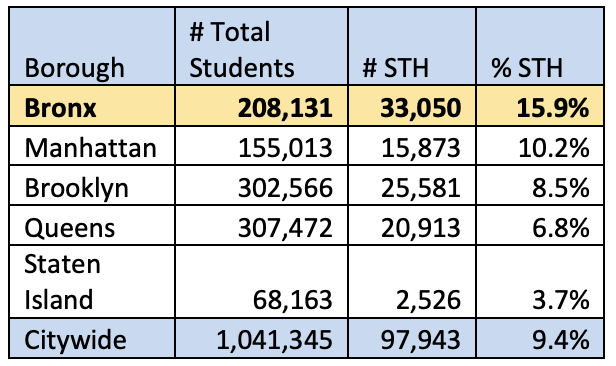 Borough # Total Students # STH % STH
Bronx 208,131 33,050 15.9%
Manhattan 155,013 15,873 10.2%
Brooklyn 302,566 25,581 8.5%
Queens 307,472 20,913 6.8%
Staten Island 68,163 2,526 3.7%
Citywide 1,041,345 97,943 9.4%